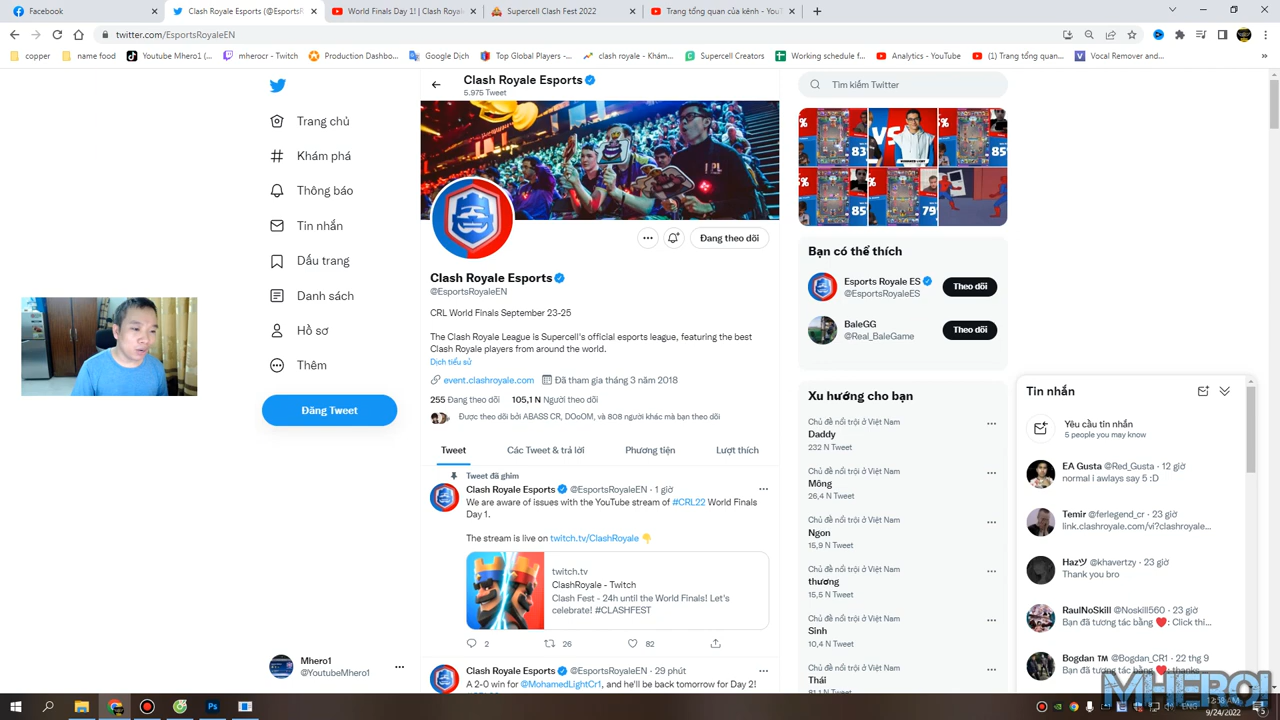 Facebook
Clash Royale Esports (@EsportsR
World Finals Day 1! | Clash Royale
Supercell Clash Fest 2022
Trang tổng quan của kênh - YouT
twitter.com/EsportsRoyaleEN
copper
name food
Youtube Mhero1 (@...
mherocr - Twitch
Production Dashbo...
Google Dịch
Top Global Players -...
clash royale - Khám...
Supercell Creators
Working schedule f...
Analytics - YouTube
(1) Trang tổng quan...
Vocal Remover and...
Clash Royale Esports
5.975 Tweet
Tìm kiếm Twitter
Trang chủ
Khám phá
Thông báo
Tin nhắn
Dấu trang
Danh sách
Hồ sơ
Thêm
Đăng Tweet
Mhero1
@YoutubeMhero1
Đang theo dõi
Clash Royale Esports
@EsportsRoyaleEN
CRL World Finals September 23-25
The Clash Royale League is Supercell's official esports league, featuring the best
Clash Royale players from around the world.
Dịch tiểu sử
event.clashroyale.com Đã tham gia tháng 3 năm 2018
255 Đang theo dõi 105,1 N Người theo dõi
Được theo dõi bởi ABASS CR, DOoOM, và 808 người khác mà bạn theo dõi
Tweet
Các Tweet & trả lời
Phương tiện
Lượt thích
Tweet đã ghim
Clash Royale Esports @EsportsRoyaleEN · 1 giờ
We are aware of issues with the YouTube stream of #CRL22 World Finals
Day 1.
The stream is live on twitch.tv/ClashRoyale 👇
twitch.tv
ClashRoyale - Twitch
Clash Fest - 24h until the World Finals! Let's
celebrate! #CLASHFEST
2
26
82
Clash Royale Esports @EsportsRoyaleEN · 29 phút
A 2-0 win for @MohamedLightCr1, and he'll be back tomorrow for Day 2!
VS
Bạn có thể thích
Esports Royale ES
@EsportsRoyaleES
Theo dõi
BaleGG
@Real_BaleGame
Theo dõi
Xu hướng cho bạn
Chủ đề nổi trội ở Việt Nam
Daddy
232 N Tweet
Chủ đề nổi trội ở Việt Nam
Mông
26,4 N Tweet
Chủ đề nổi trội ở Việt Nam
Ngon
15,9 N Tweet
Chủ đề nổi trội ở Việt Nam
thương
15,5 N Tweet
Chủ đề nổi trội ở Việt Nam
Sinh
10,4 N Tweet
Chủ đề nổi trội ở Việt Nam
Thái
Tin nhắn
Yêu cầu tin nhắn
5 people you may know
EA Gusta @Red_Gusta · 12 giờ
normal i awlays say 5 :D
Temir @ferlegend_cr · 23 giờ
link.clashroyale.com/vi?clashroyale...
Hazツ @khavertzy · 23 giờ
Thank you bro
RaulNoSkill @Noskill560 · 23 giờ
Bạn đã tương tác bằng ❤️: Click thi...
Bogdan ™ @Bogdan_CR1 · 22 thg 9
Bạn đã tương tác bằng ❤️: thanks
MHERO1
ENG
9/24/2022